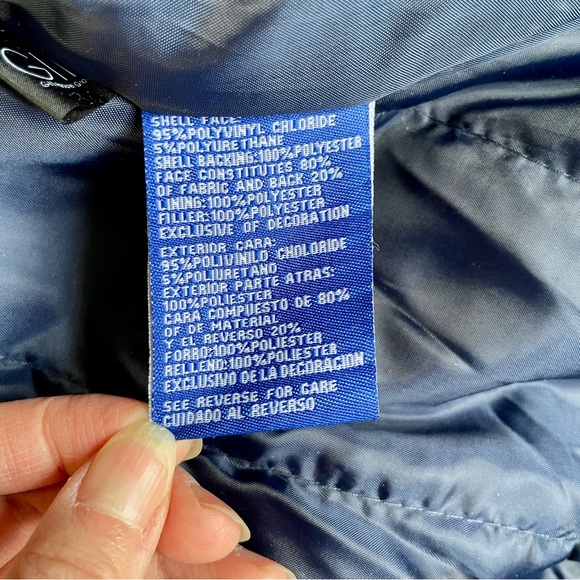 SHELL FACE:
95%POLYVINYL CHLORIDE
5%POLYURETHANE
SHELL BACKING:100%POLYESTER
FACE CONSTITUTES 80%
OF FABRIC AND BACK 20%
LINING:100%POLYESTER
FILLER:100%POLYESTER
EXCLUSIVE OF DECORATION
EXTERIOR CARA:
95%POLIVINILO CHOLORIDE
5%POLIURETANO
EXTERIOR PARTE ATRAS:
100%POLIESTER
CARA COMPUESTO DE 80%
OF DE MATERIAL
Y EL REVERSO 20%
FORRO:100%POLIESTER
RELLENO:100%POLIESTER
EXCLUSIVO DE LA DECORACION
SEE REVERSE FOR CARE
CUIDADO AL REVERSO